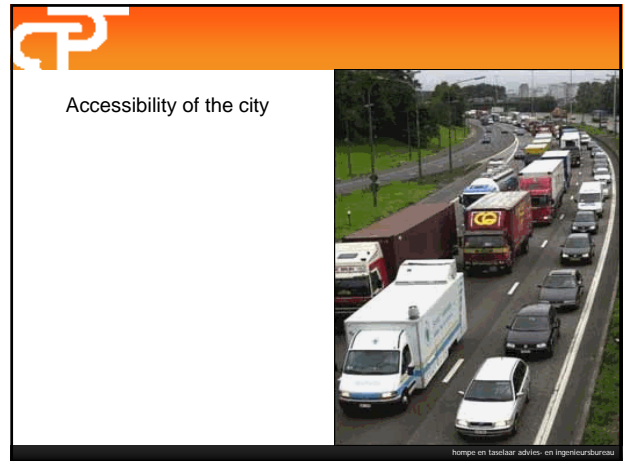 Accessibility of the city
hompe en taselaar advies- en ingenieursbureau